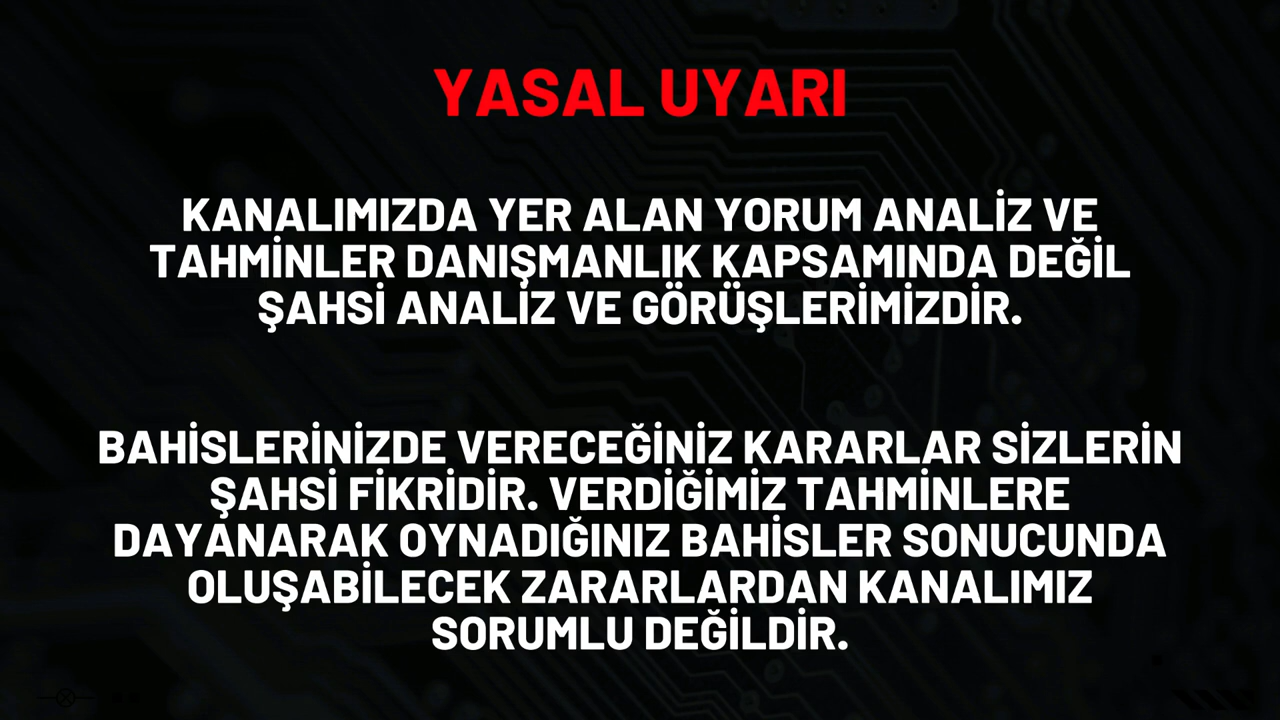 YASAL UYARI
KANALIMIZDA YER ALAN YORUM ANALİZ VE
TAHMİNLER DANIŞMANLIK KAPSAMINDA DEĞİL
ŞAHSİ ANALİZ VE GÖRÜŞLERİMİZDİR.
BAHİSLERİNİZDE VERECEĞİNİZ KARARLAR SİZLERİN
ŞAHSİ FİKRİDİR. VERDİĞİMİZ TAHMİNLERE
DAYANARAK OYNADIĞINIZ BAHİSLER SONUCUNDA
OLUŞABİLECEK ZARARLARDAN KANALIMIZ
SORUMLU DEĞİLDİR.